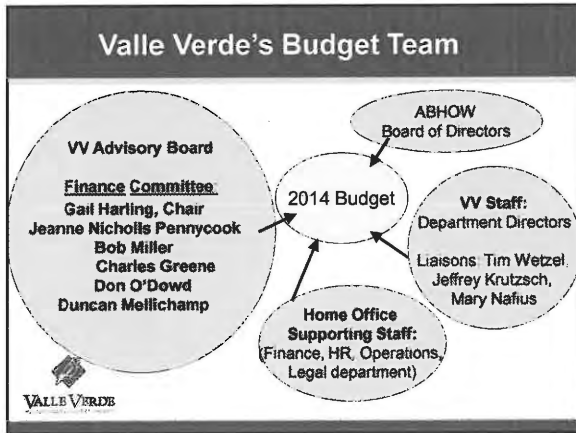 Valle Verde's Budget Team
VV Advisory Board
Finance Committee:
Gail Harling, Chair
Jeanne Nicholls Pennycook
Bob Miller
Charles Greene
Don O'Dowd
Duncan Mellichamp
2014 Budget
ABHOW
Board of Directors
VV Staff:
Department Directors
Liaisons: Tim Wetzel,
Jeffrey Krutzsch,
Mary Nafius
Home Office
Supporting Staff:
(Finance, HR, Operations,
Legal department)
VALLE VERDE